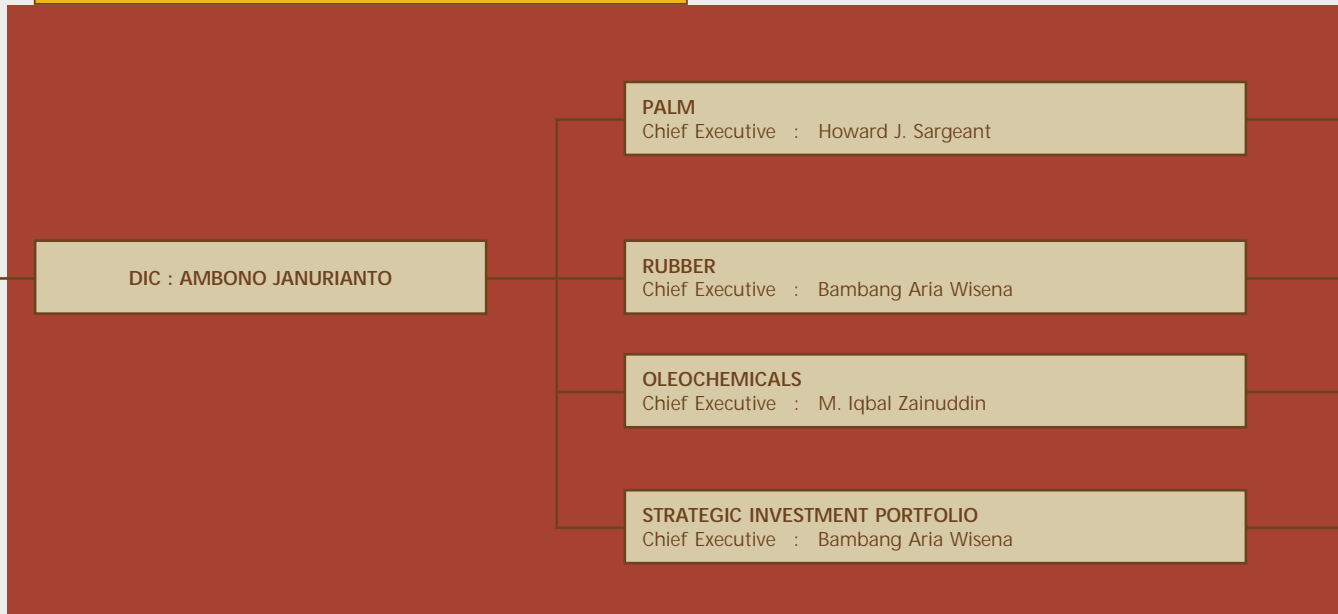 PALM
Chief Executive : Howard J. Sargeant
DIC : AMBONO JANURIANTO
RUBBER
Chief Executive : Bambang Aria Wisena
OLEOCHEMICALS
Chief Executive : M. Iqbal Zainuddin
STRATEGIC INVESTMENT PORTFOLIO
Chief Executive : Bambang Aria Wisena